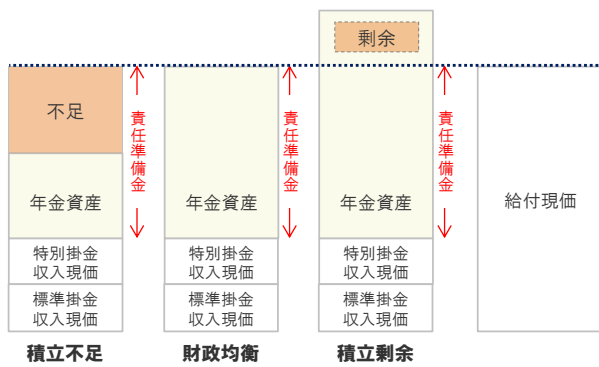 剰余
不足
年金資産
特別掛金
収入現価
標準掛金
収入現価
積立不足
責任準備金
年金資産
特別掛金
収入現価
標準掛金
収入現価
財政均衡
責任準備金
年金資産
特別掛金
収入現価
標準掛金
収入現価
積立剰余
責任準備金
給付現価